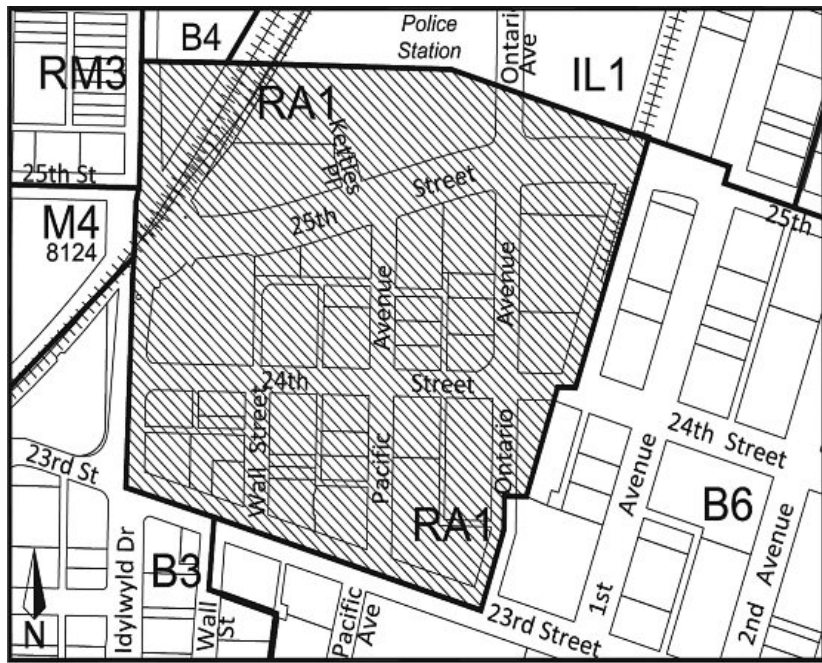 B4
Police
Station
Ontario
Ave
RM3
RA1
IL1
Kettles
Pl
25th St
Street
25th
25th
M4
8124
Avenue
Avenue
24th
Street
Wall Street
Pacific
Ontario
24th Street
23rd St
Avenue
B6
RA1
Avenue
B3
Idylwyld Dr
Wall
St
Pacific
Ave
23rd Street
1st
2nd
N